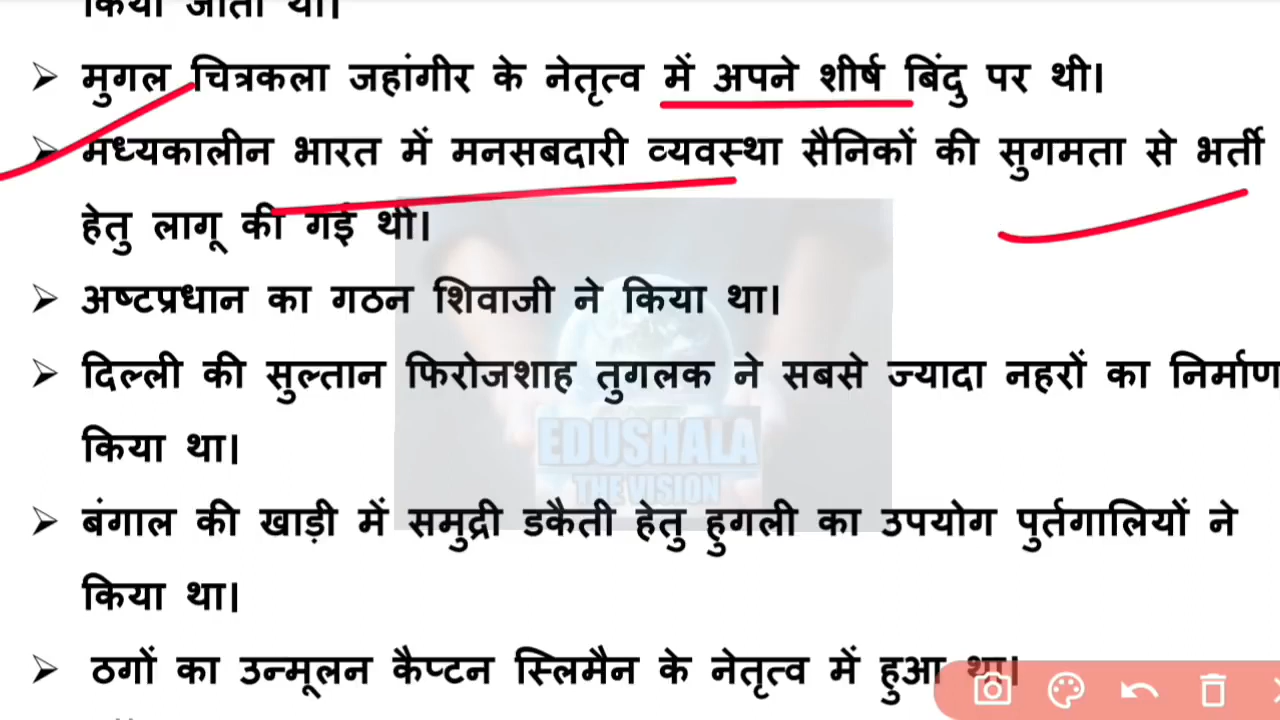 किया जाता था।
➢ मुगल चित्रकला जहांगीर के नेतृत्व में अपने शीर्ष बिंदु पर थी।
➢ मध्यकालीन भारत में मनसबदारी व्यवस्था सैनिकों की सुगमता से भर्ती
हेतु लागू की गई थी।
➢ अष्टप्रधान का गठन शिवाजी ने किया था।
➢ दिल्ली की सुल्तान फिरोजशाह तुगलक ने सबसे ज्यादा नहरों का निर्माण
किया था।
EDUSHALA
THE VISION
➢ बंगाल की खाड़ी में समुद्री डकैती हेतु हुगली का उपयोग पुर्तगालियों ने
किया था।
➢ ठगों का उन्मूलन कैप्टन स्लिमैन के नेतृत्व में हुआ था।